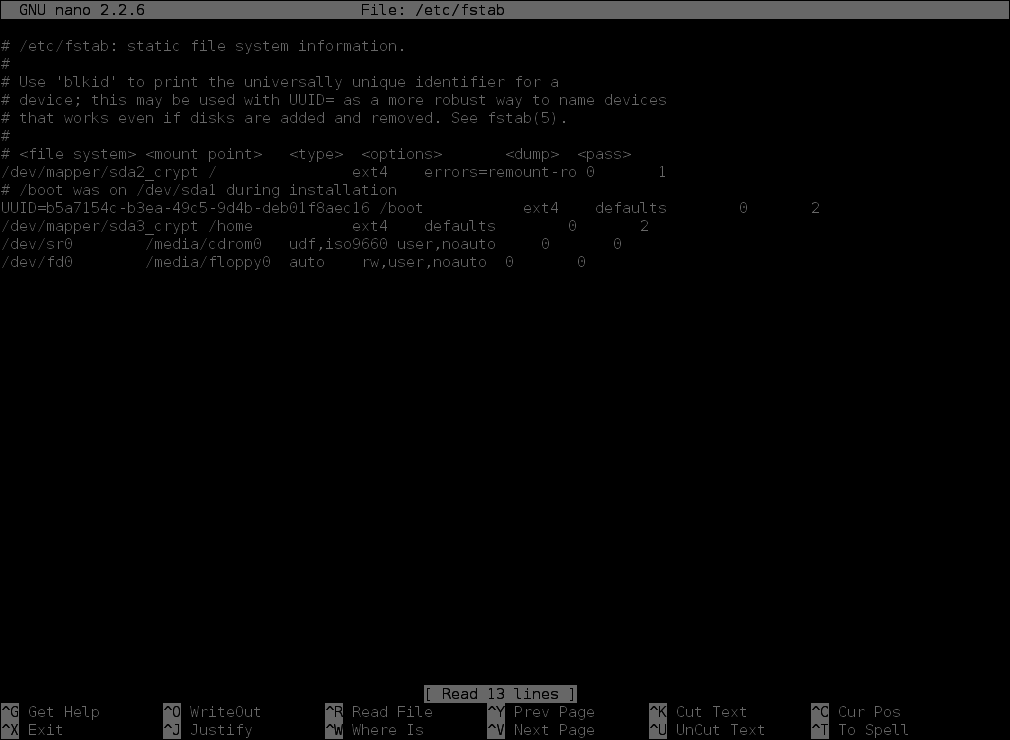 GNU nano 2.2.6 File: /etc/fstab
# /etc/fstab: static file system information.
#
# Use 'blkid' to print the universally unique identifier for a
# device; this may be used with UUID= as a more robust way to name devices
# that works even if disks are added and removed. See fstab(5).
#
# <file system> <mount point>   <type>  <options>       <dump>  <pass>
/dev/mapper/sda2_crypt /               ext4    errors=remount-ro 0       1
# /boot was on /dev/sda1 during installation
UUID=b5a7154c-b3ea-49c5-9d4b-deb01f8aec16 /boot           ext4    defaults        0       2
/dev/mapper/sda3_crypt /home           ext4    defaults        0       2
/dev/sr0        /media/cdrom0   udf,iso9660 user,noauto     0       0
/dev/fd0        /media/floppy0  auto    rw,user,noauto  0       0
[ Read 13 lines ]
^G Get Help ^O WriteOut ^R Read File ^Y Prev Page ^K Cut Text ^C Cur Pos
^X Exit ^J Justify ^W Where Is ^V Next Page ^U UnCut Text ^T To Spell